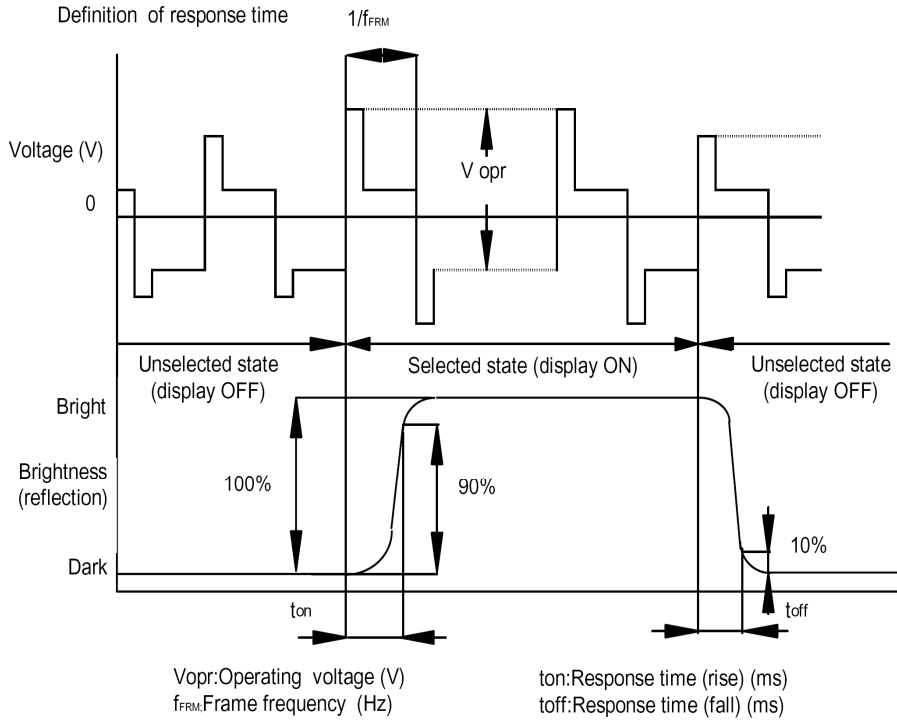 Definition of response time
1/fFRM
Voltage (V)
0
V opr
Unselected state
(display OFF)
Selected state (display ON)
Unselected state
(display OFF)
Bright
Brightness
(reflection)
Dark
100%
90%
10%
ton
toff
Vopr:Operating voltage (V)
fFRM:Frame frequency (Hz)
ton:Response time (rise) (ms)
toff:Response time (fall) (ms)